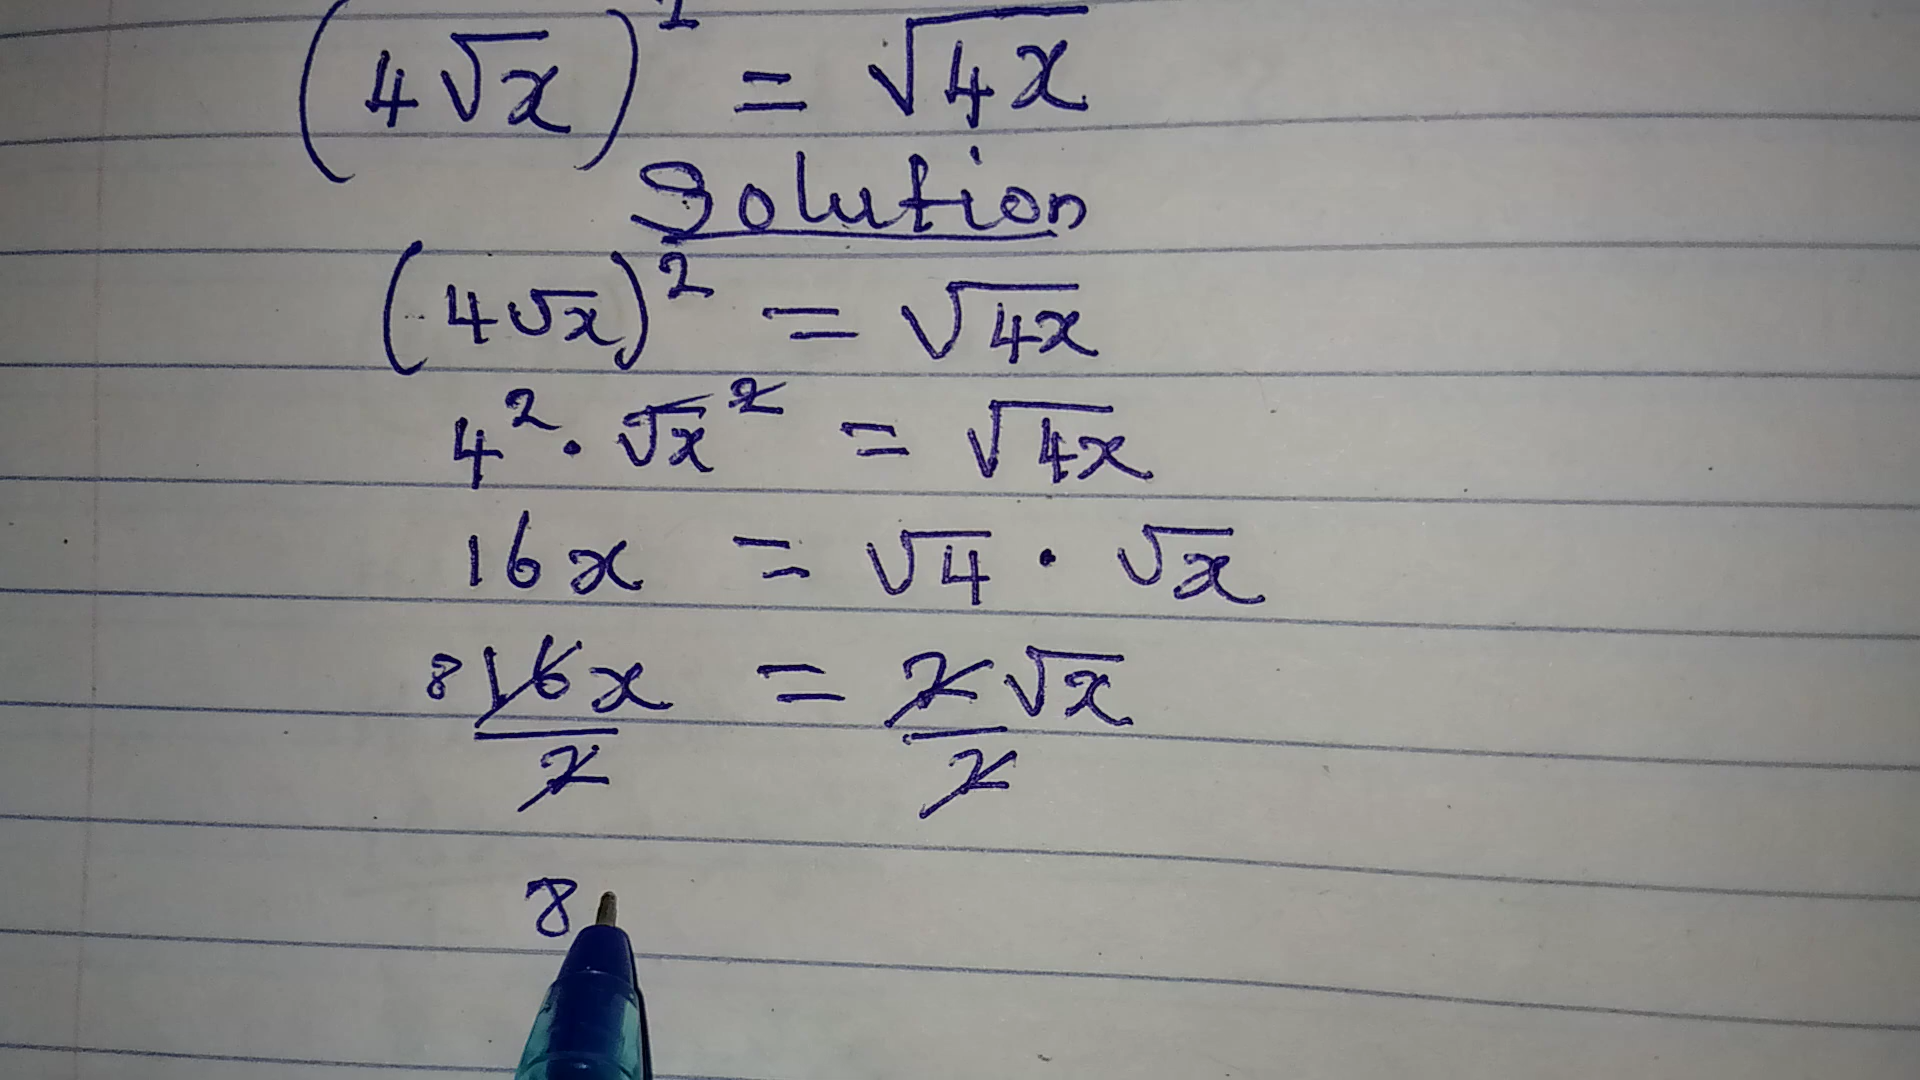 (4√x)² = √4x
Solution
(4√x)² = √4x
4² · √x² = √4x
16x = √4 · √x
8 16x = 2√x
2 2
8